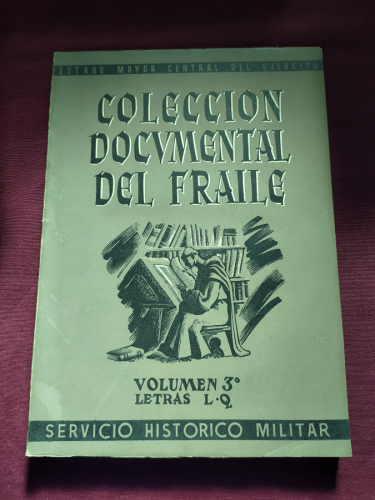 ESTADO MAYOR CENTRAL DEL EJERCITO
COLECCION
DOCVMENTAL
DEL FRAILE
VOLUMEN 3º
LETRAS L-Q
SERVICIO HISTORICO MILITAR